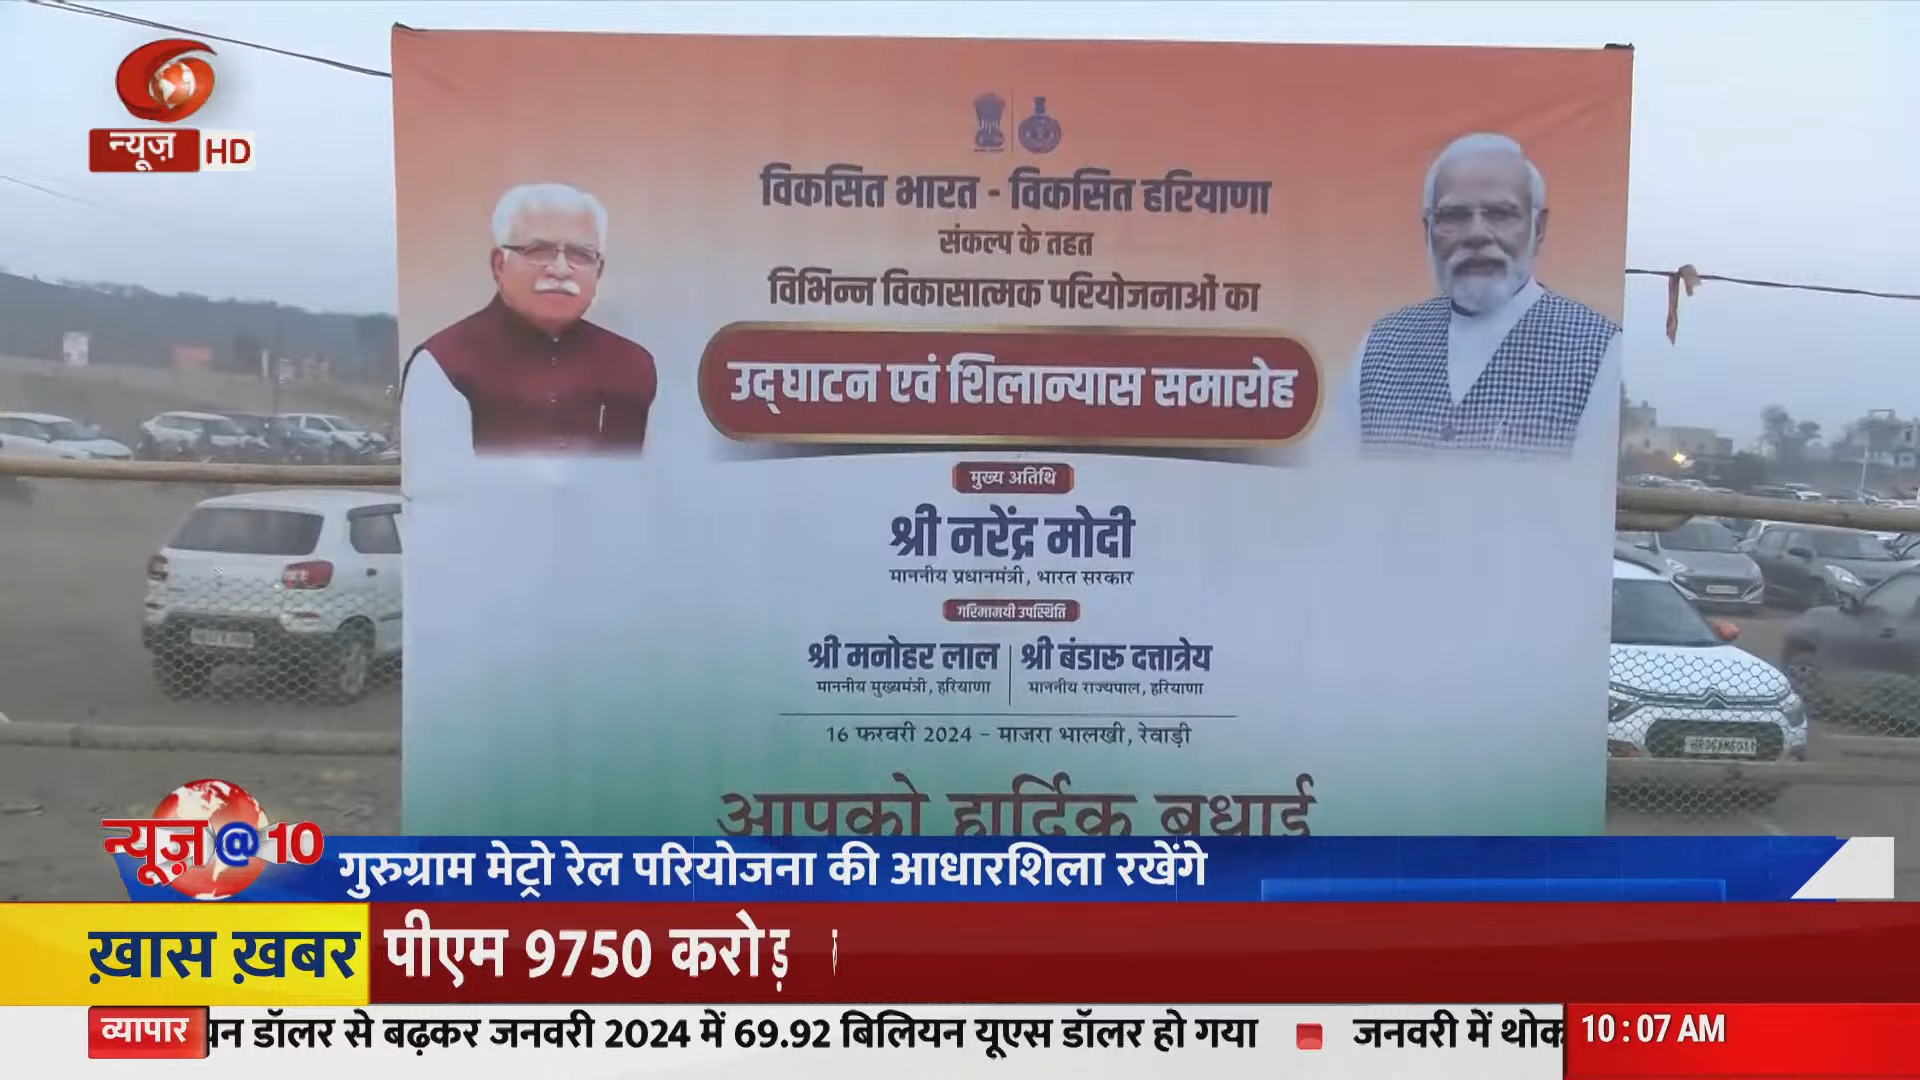 न्यूज़ HD
विकसित भारत - विकसित हरियाणा
संकल्प के तहत
विभिन्न विकासात्मक परियोजनाओं का
उद्घाटन एवं शिलान्यास समारोह
मुख्य अतिथि
श्री नरेंद्र मोदी
माननीय प्रधानमंत्री, भारत सरकार
गरिमामयी उपस्थिति
श्री मनोहर लाल
माननीय मुख्यमंत्री, हरियाणा
श्री बंडारू दत्तात्रेय
माननीय राज्यपाल, हरियाणा
16 फरवरी 2024 - माजरा भालखी, रेवाड़ी
आपको हार्दिक बधाई
न्यूज़@10
गुरुग्राम मेट्रो रेल परियोजना की आधारशिला रखेंगे
ख़ास ख़बर पीएम 9750 करोड़
व्यापार डॉलर से बढ़कर जनवरी 2024 में 69.92 बिलियन यूएस डॉलर हो गया जनवरी में 10:07 AM